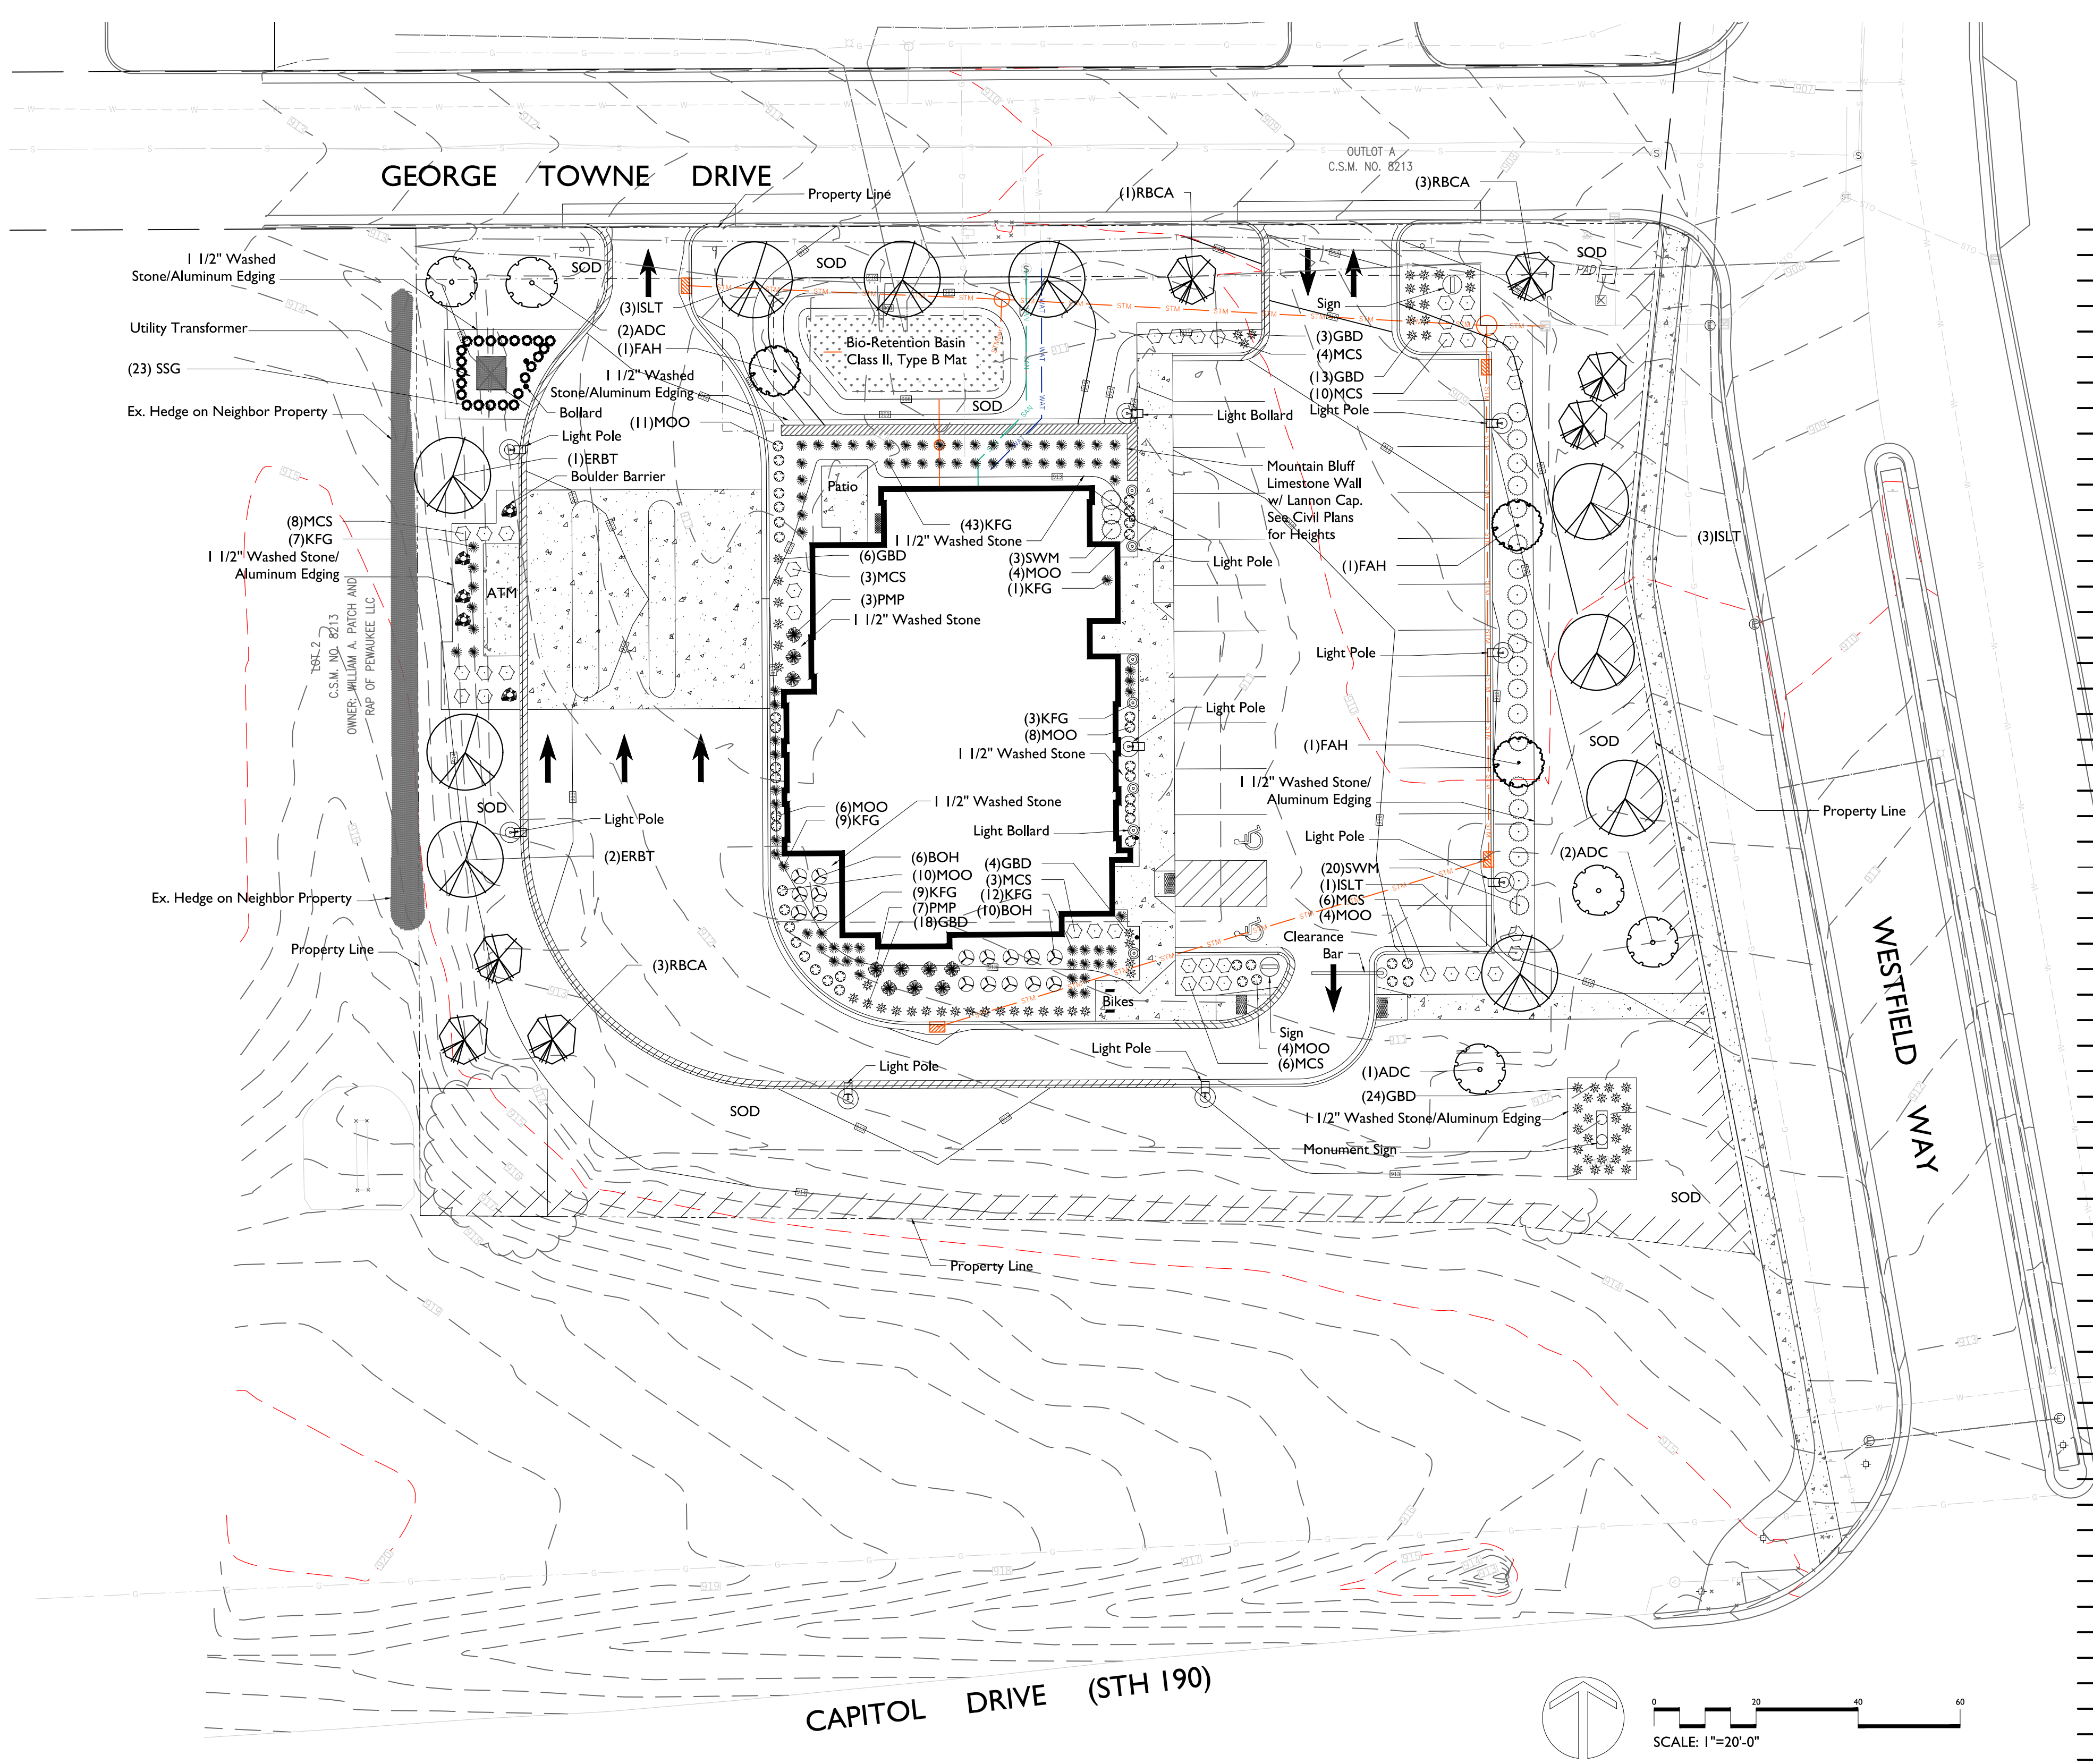 GEORGE TOWNE DRIVE
Property Line
OUTLOT A
C.S.M. NO. 8213
(1)RBCA
(3)RBCA
1 1/2" Washed
Stone/Aluminum Edging
Utility Transformer
(23) SSG
Ex. Hedge on Neighbor Property
SOD
(3)ISLT
(2)ADC
(1)FAH
1 1/2" Washed
Stone/Aluminum Edging
Bollard
(11)MOO
Light Pole
(1)ERBT
Boulder Barrier
SOD
Bio-Retention Basin
Class II, Type B Mat
SOD
Sign
SOD
PAD
(3)GBD
(4)MCS
(13)GBD
(10)MCS
Light Pole
Light Bollard
Mountain Bluff
Limestone Wall
w/ Lannon Cap.
See Civil Plans
for Heights
Patio
(43)KFG
1 1/2" Washed Stone
(6)GBD
(3)MCS
(3)PMP
1 1/2" Washed Stone
(3)SWM
(4)MOO
(1)KFG
Light Pole
(1)FAH
(3)ISLT
(8)MCS
(7)KFG
1 1/2" Washed Stone/
Aluminum Edging
ATM
LOT 2
C.S.M. NO. 8213
OWNER: WILLIAM A. PATCH AND
RAP OF PEWAUKEE LLC
Light Pole
(3)KFG
(8)MOO
1 1/2" Washed Stone
Light Pole
(1)FAH
1 1/2" Washed Stone/
Aluminum Edging
SOD
Property Line
SOD
Light Pole
(2)ERBT
(6)MOO
(9)KFG
1 1/2" Washed Stone
Light Bollard
Light Pole
(2)ADC
(6)BOH
(10)MOO
(9)KFG
(7)PMP
(18)GBD
(4)GBD
(3)MCS
(12)KFG
(10)BOH
(20)SWM
(1)ISLT
(6)MCS
(4)MOO
Clearance
Bar
Ex. Hedge on Neighbor Property
Property Line
(3)RBCA
Bikes
Sign
(4)MOO
(6)MCS
Light Pole
Light Pole
(1)ADC
(24)GBD
1 1/2" Washed Stone/Aluminum Edging
Monument Sign
SOD
SOD
Property Line
WESTFIELD WAY
CAPITOL DRIVE (STH 190)
0 20 40 60
SCALE: 1"=20'-0"